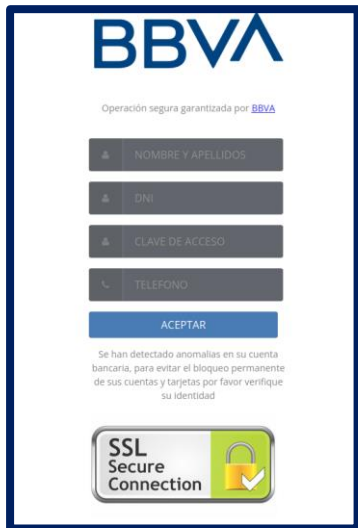 BBVA
Operación segura garantizada por BBVA
NOMBRE Y APELLIDOS
DNI
CLAVE DE ACCESO
TELEFONO
ACEPTAR
Se han detectado anomalias en su cuenta
bancaria, para evitar el bloqueo permanente
de sus cuentas y tarjetas por favor verifique
su identidad
SSL
Secure
Connection